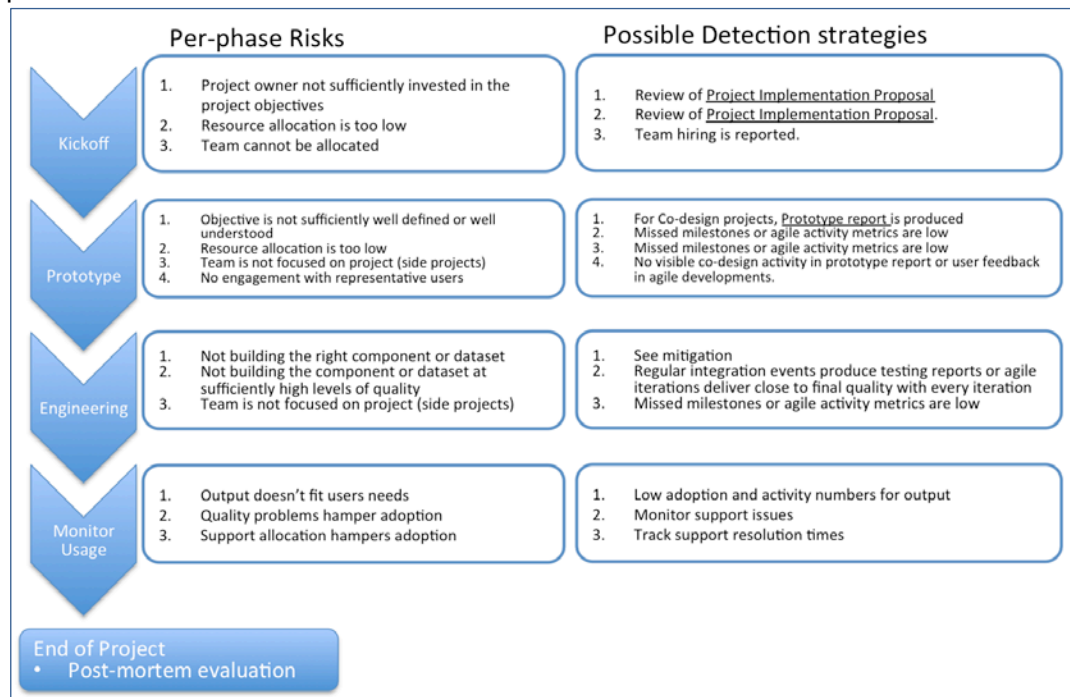 Per-phase Risks
Possible Detection strategies
Kickoff
1. Project owner not sufficiently invested in the
project objectives
2. Resource allocation is too low
3. Team cannot be allocated
1. Review of Project Implementation Proposal
2. Review of Project Implementation Proposal.
3. Team hiring is reported.
Prototype
1. Objective is not sufficiently well defined or well
understood
2. Resource allocation is too low
3. Team is not focused on project (side projects)
4. No engagement with representative users
1. For Co-design projects, Prototype report is produced
2. Missed milestones or agile activity metrics are low
3. Missed milestones or agile activity metrics are low
4. No visible co-design activity in prototype report or user feedback
in agile developments.
Engineering
1. Not building the right component or dataset
2. Not building the component or dataset at
sufficiently high levels of quality
3. Team is not focused on project (side projects)
1. See mitigation
2. Regular integration events produce testing reports or agile
iterations deliver close to final quality with every iteration
3. Missed milestones or agile activity metrics are low
Monitor
Usage
1. Output doesn't fit users needs
2. Quality problems hamper adoption
3. Support allocation hampers adoption
1. Low adoption and activity numbers for output
2. Monitor support issues
3. Track support resolution times
End of Project
• Post-mortem evaluation